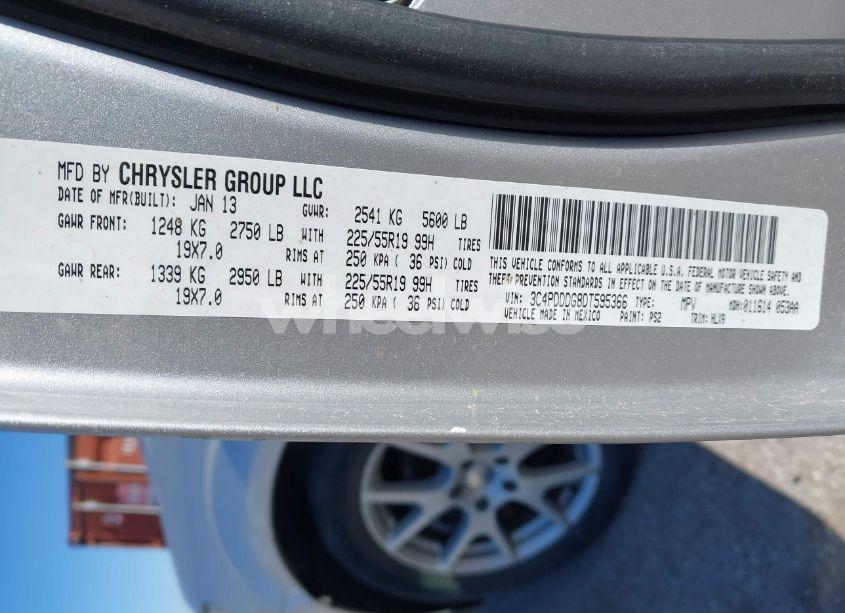 MFD BY CHRYSLER GROUP LLC
DATE OF MFR(BUILT): JAN 13 GVWR: 2541 KG 5600 LB
GAWR FRONT: 1248 KG 2750 LB WITH 225/55R19 99H TIRES
19X7.0 RIMS AT 250 KPA ( 36 PSI) COLD
GAWR REAR: 1339 KG 2950 LB WITH 225/55R19 99H TIRES
19X7.0 RIMS AT 250 KPA ( 36 PSI) COLD
THIS VEHICLE CONFORMS TO ALL APPLICABLE U.S.A. FEDERAL MOTOR VEHICLE SAFETY AND
THEFT PREVENTION STANDARDS IN EFFECT ON THE DATE OF MANUFACTURE SHOWN ABOVE.
VIN: 3C4PDDDG8DT595366 TYPE: MPV MDH: 011614 053AA
VEHICLE MADE IN MEXICO PAINT: PS2 TRIM: HLX9